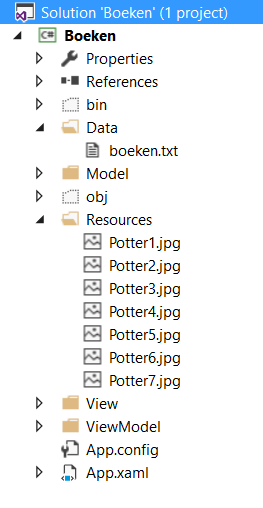 Solution 'Boeken' (1 project)
C# Boeken
Properties
References
bin
Data
boeken.txt
Model
obj
Resources
Potter1.jpg
Potter2.jpg
Potter3.jpg
Potter4.jpg
Potter5.jpg
Potter6.jpg
Potter7.jpg
View
ViewModel
App.config
App.xaml